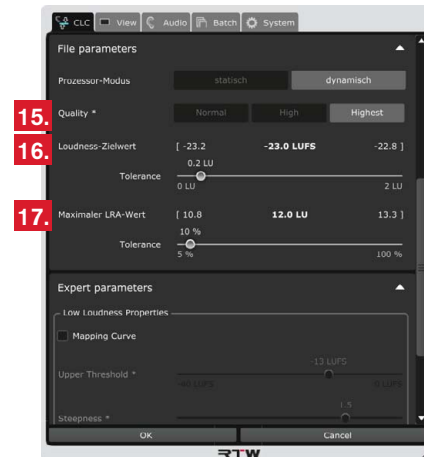 CLC View Audio Batch System
File parameters
Prozessor-Modus statisch dynamisch
15. Quality * Normal High Highest
16. Loudness-Zielwert [ -23.2 -23.0 LUFS -22.8 ]
0.2 LU
Tolerance
0 LU 2 LU
17. Maximaler LRA-Wert [ 10.8 12.0 LU 13.3 ]
10 %
Tolerance
5 % 100 %
Expert parameters
Low Loudness Properties
Mapping Curve
-13 LUFS
Upper Threshold *
-40 LUFS 0 LUFS
1.5
Steepness *
OK Cancel
RTW